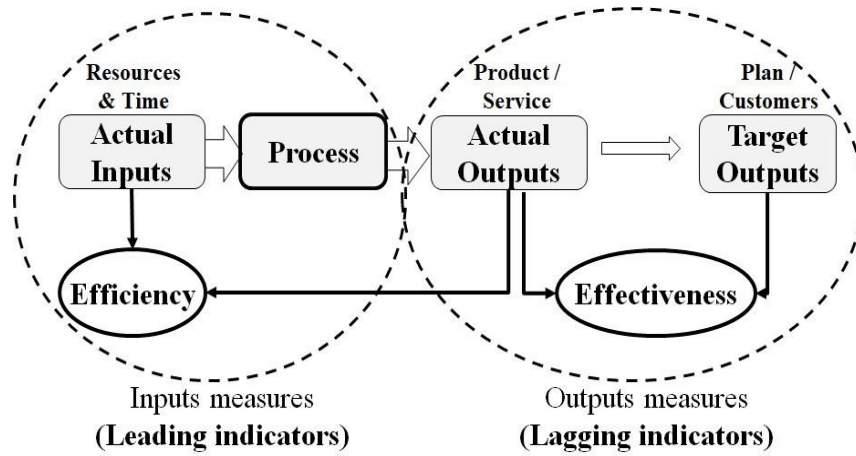 Resources
& Time
Actual
Inputs
Process
Product /
Service
Actual
Outputs
Plan /
Customers
Target
Outputs
Efficiency
Effectiveness
Inputs measures
(Leading indicators)
Outputs measures
(Lagging indicators)